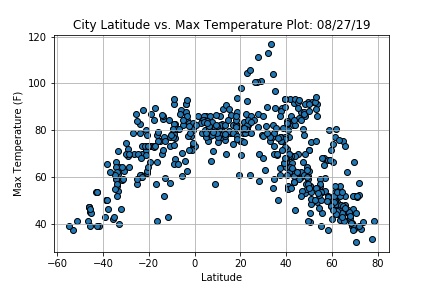 City Latitude vs. Max Temperature Plot: 08/27/19
120
100
80
60
40
Max Temperature (F)
−60 −40 −20 0 20 40 60 80
Latitude